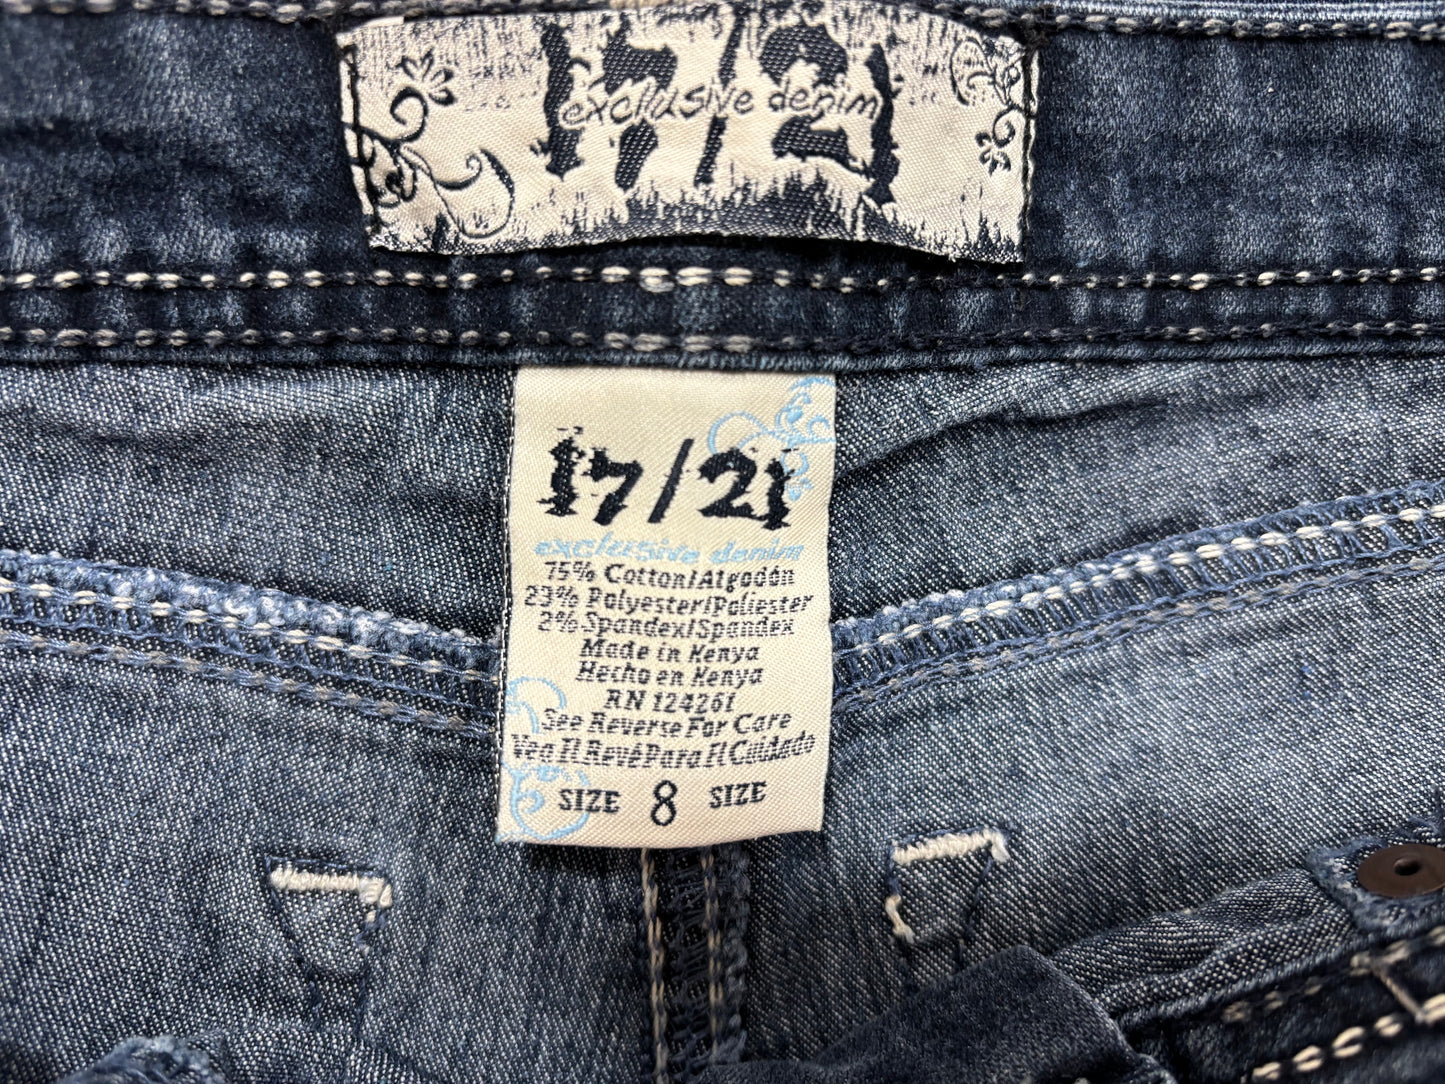 17/21
exclusive denim
17/21
exclusive denim
75% Cotton/Algodón
23% Polyester/Poliester
2% Spandex/Spandex
Made in Kenya
Hecho en Kenya
RN 124261
See Reverse For Care
Vea El Revé Para El Cuidado
SIZE 8 SIZE